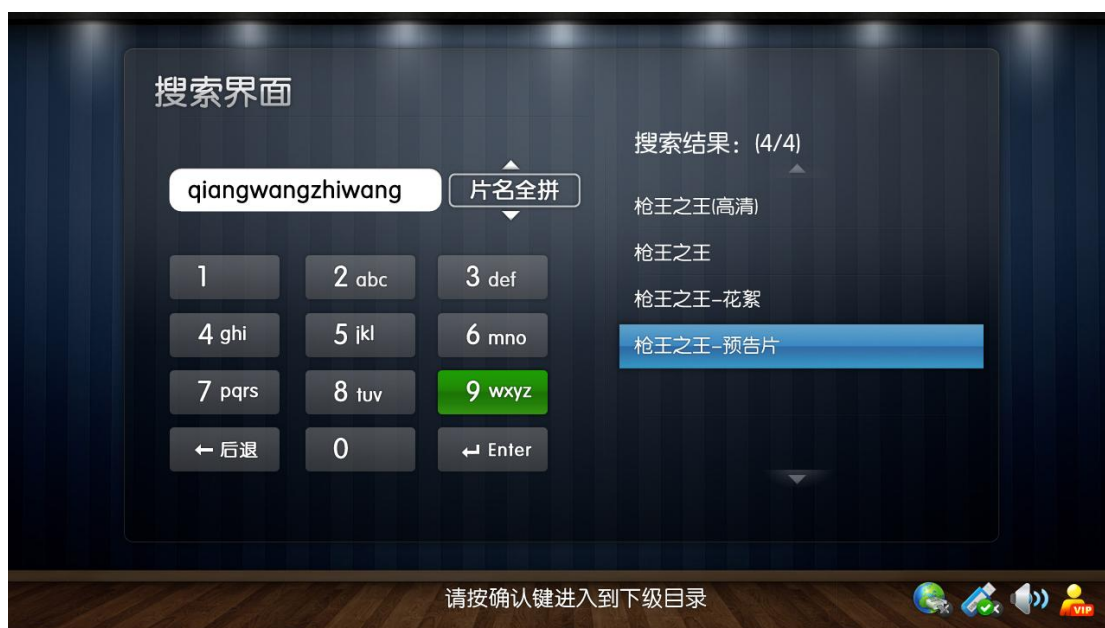 搜索界面
qiangwangzhiwang
片名全拼
1
2 abc
3 def
4 ghi
5 jkl
6 mno
7 pqrs
8 tuv
9 wxyz
←后退
0
↵ Enter
搜索结果：(4/4)
枪王之王(高清)
枪王之王
枪王之王-花絮
枪王之王-预告片
请按确认键进入到下级目录
VIP